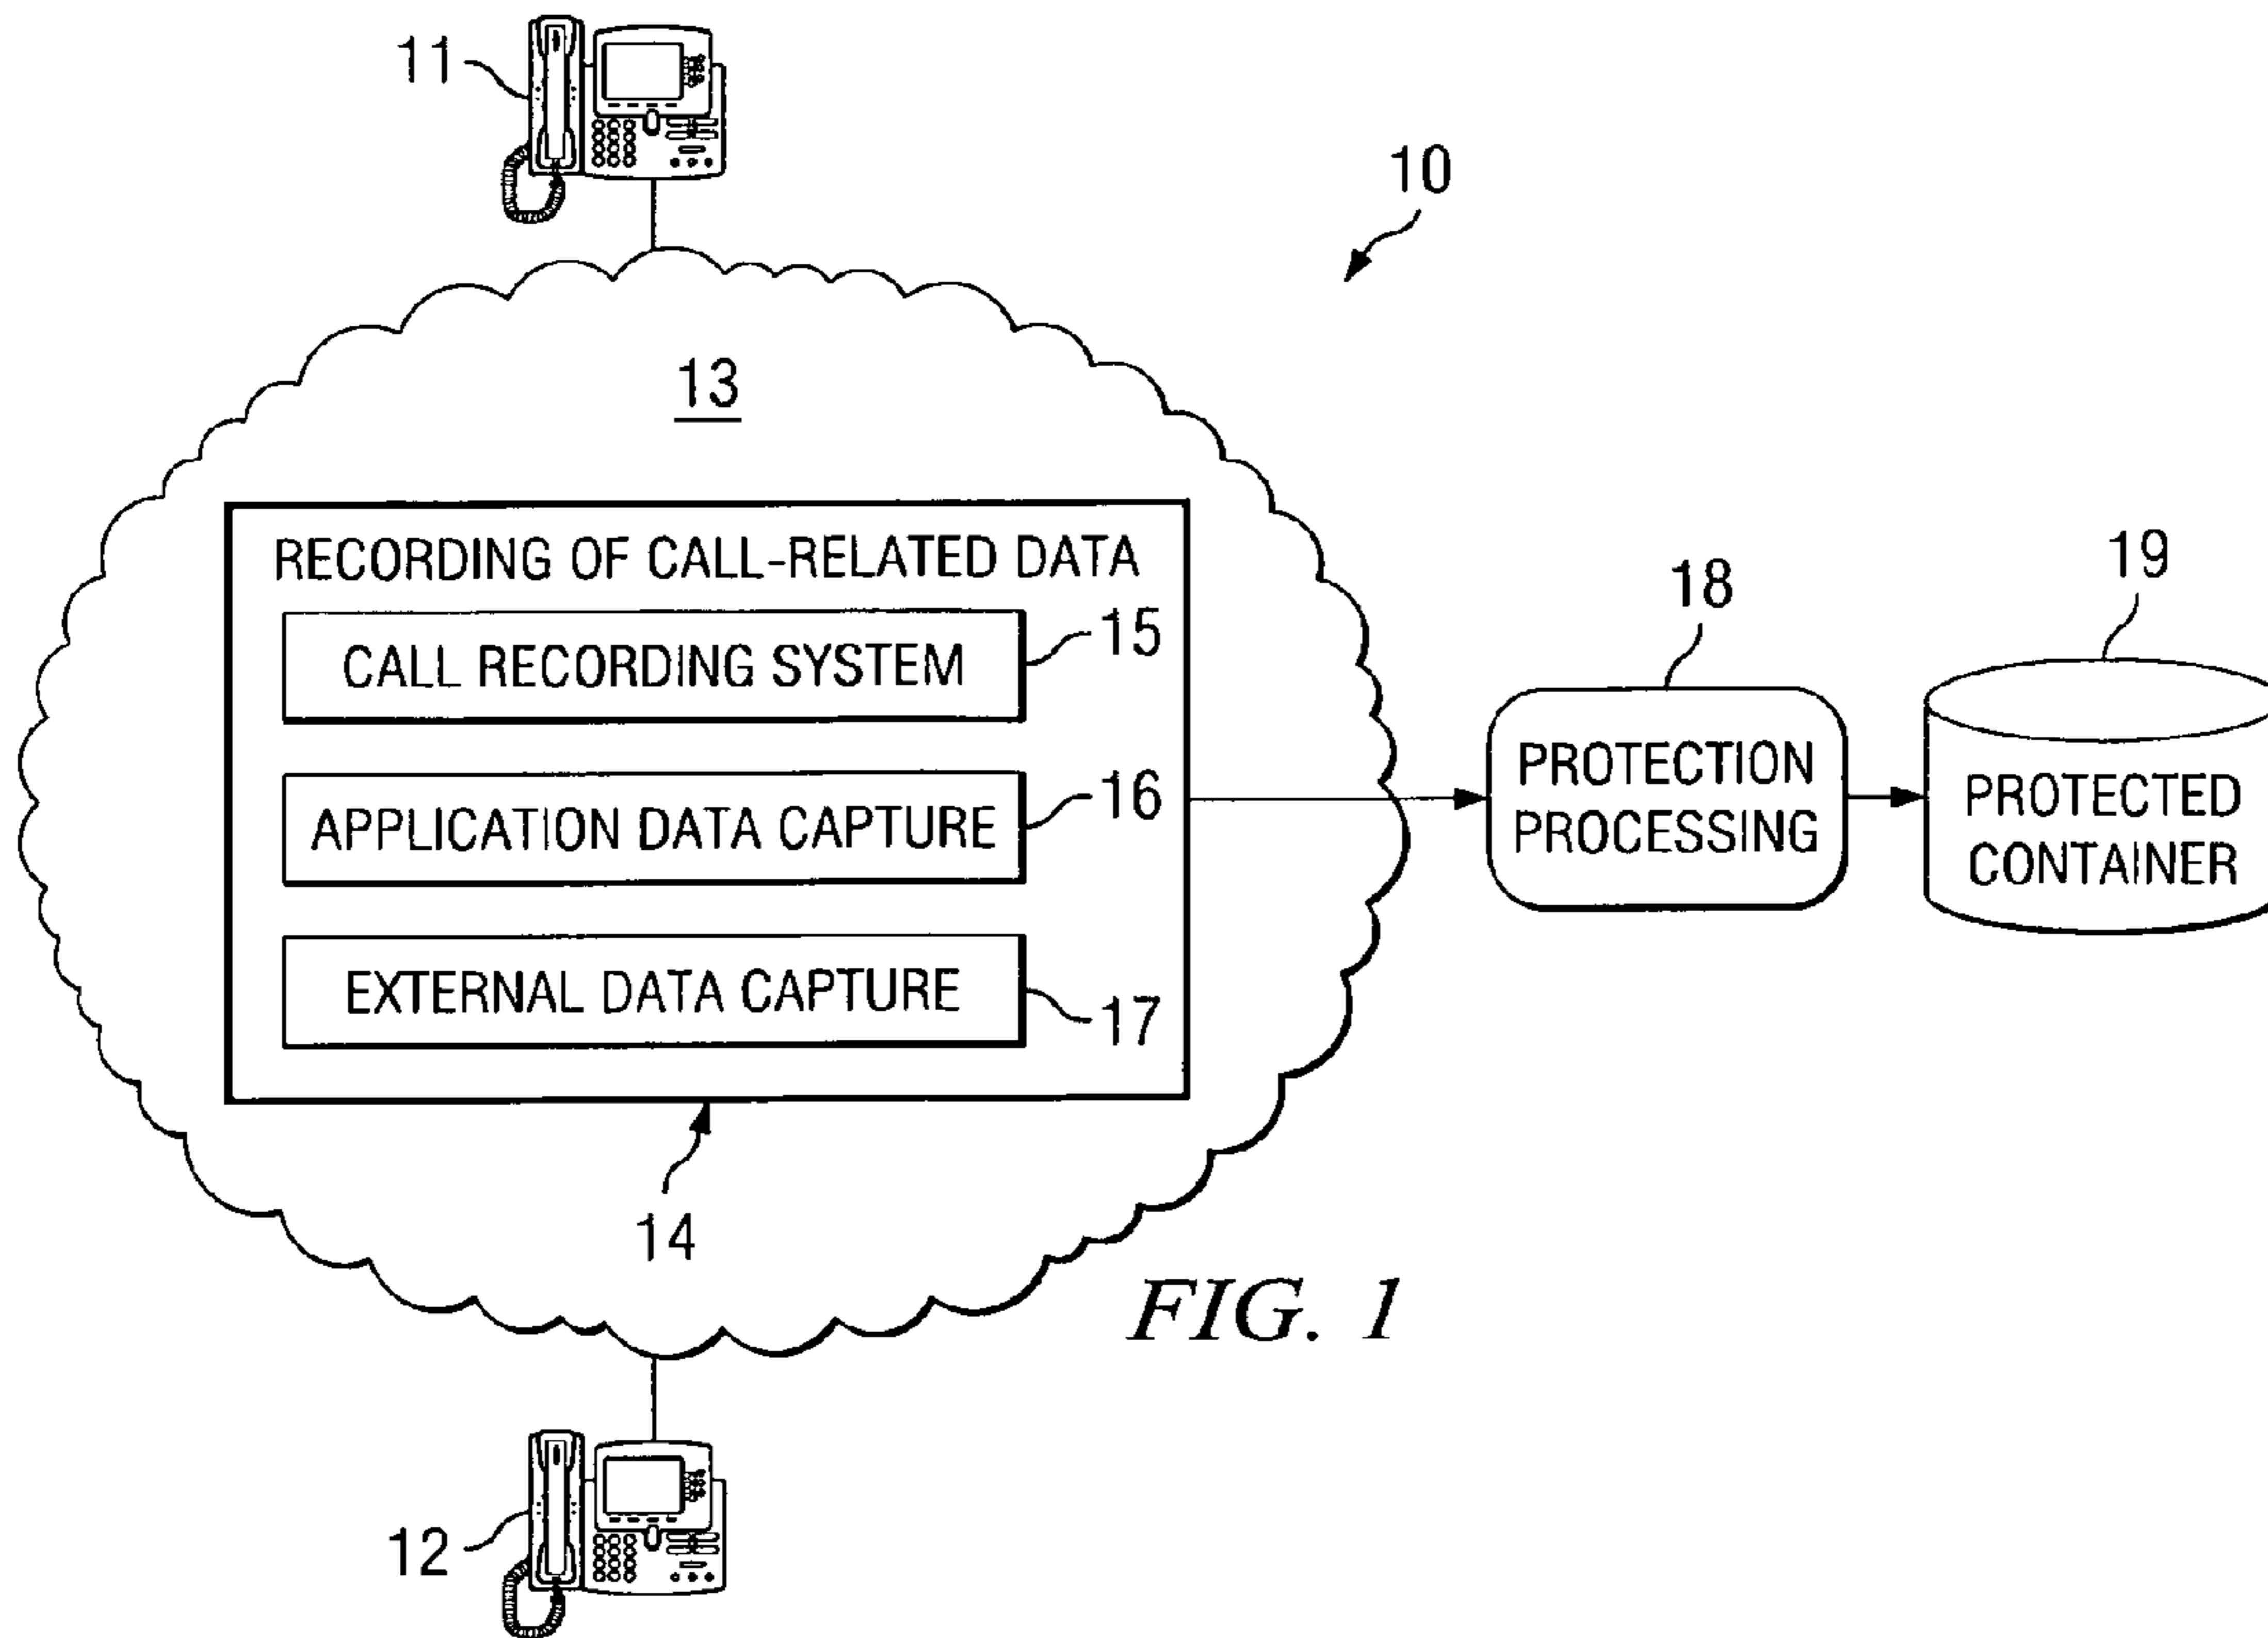 11
10
13
RECORDING OF CALL-RELATED DATA
CALL RECORDING SYSTEM
15
APPLICATION DATA CAPTURE
16
EXTERNAL DATA CAPTURE
17
14
18
PROTECTION
PROCESSING
19
PROTECTED
CONTAINER
FIG. 1
12